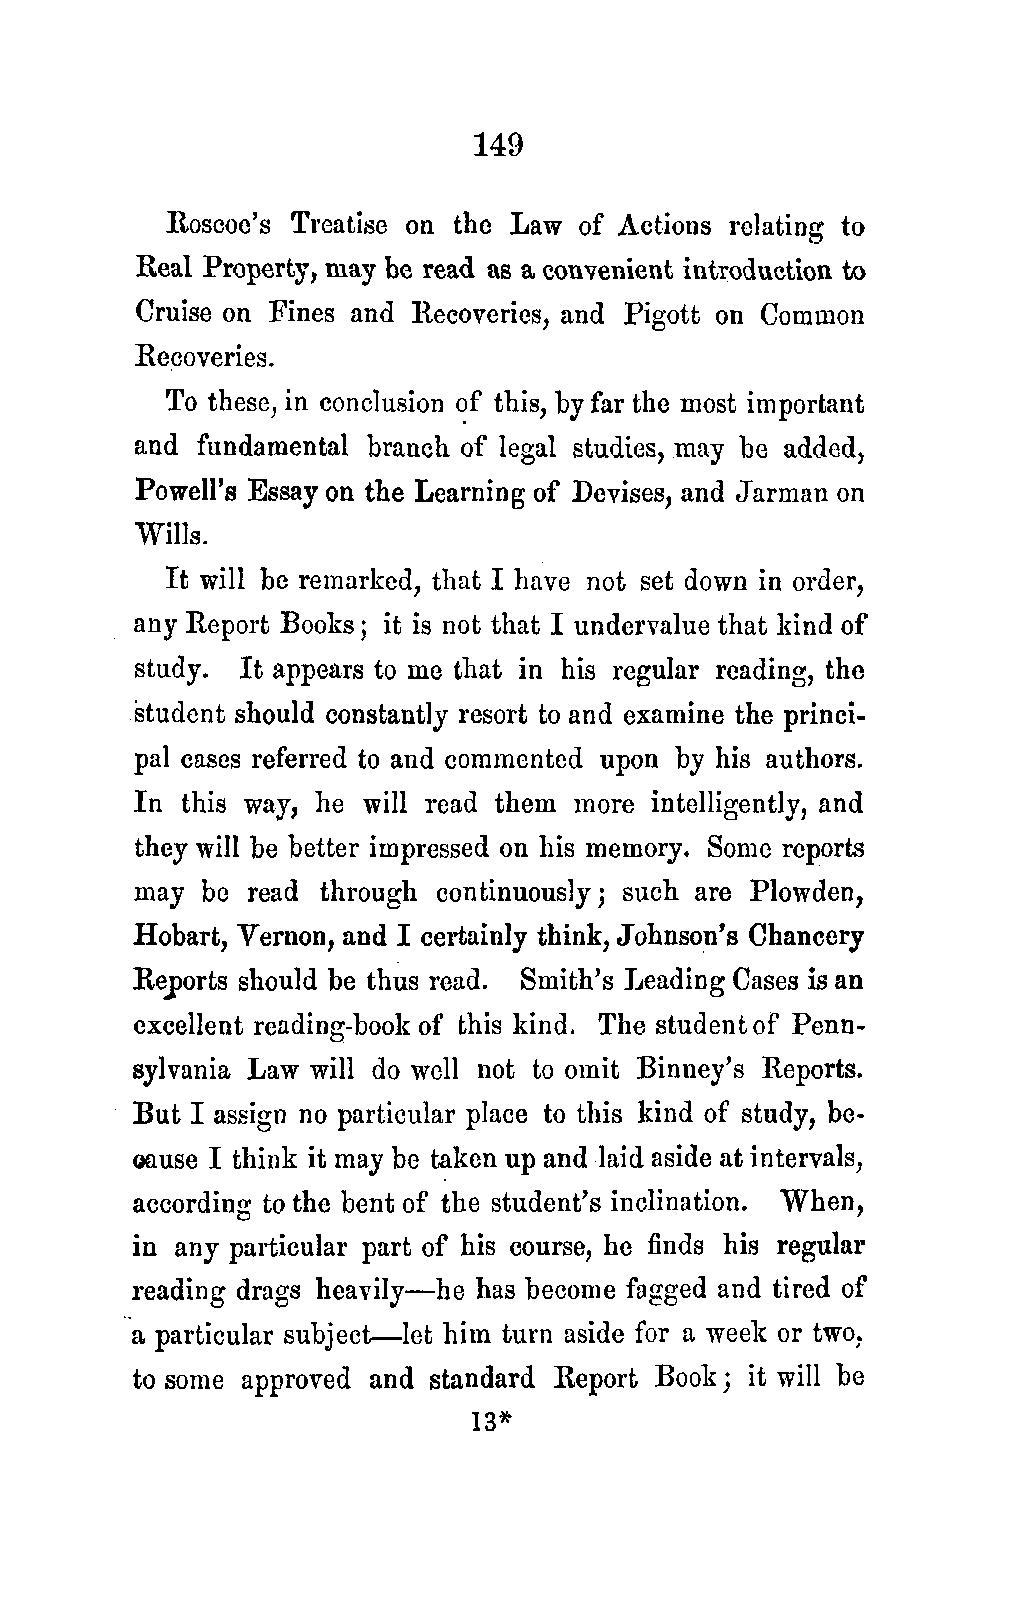 149
Roscoe's Treatise on the Law of Actions relating to
Real Property, may be read as a convenient introduction to
Cruise on Fines and Recoveries, and Pigott on Common
Recoveries.
To these, in conclusion of this, by far the most important
and fundamental branch of legal studies, may be added,
Powell's Essay on the Learning of Devises, and Jarman on
Wills.
It will be remarked, that I have not set down in order,
any Report Books; it is not that I undervalue that kind of
study. It appears to me that in his regular reading, the
student should constantly resort to and examine the princi-
pal cases referred to and commented upon by his authors.
In this way, he will read them more intelligently, and
they will be better impressed on his memory. Some reports
may be read through continuously; such are Plowden,
Hobart, Vernon, and I certainly think, Johnson's Chancery
Reports should be thus read. Smith's Leading Cases is an
excellent reading-book of this kind. The student of Penn-
sylvania Law will do well not to omit Binney's Reports.
But I assign no particular place to this kind of study, be-
cause I think it may be taken up and laid aside at intervals,
according to the bent of the student's inclination. When,
in any particular part of his course, he finds his regular
reading drags heavily—he has become fagged and tired of
a particular subject—let him turn aside for a week or two,
to some approved and standard Report Book; it will be
13*